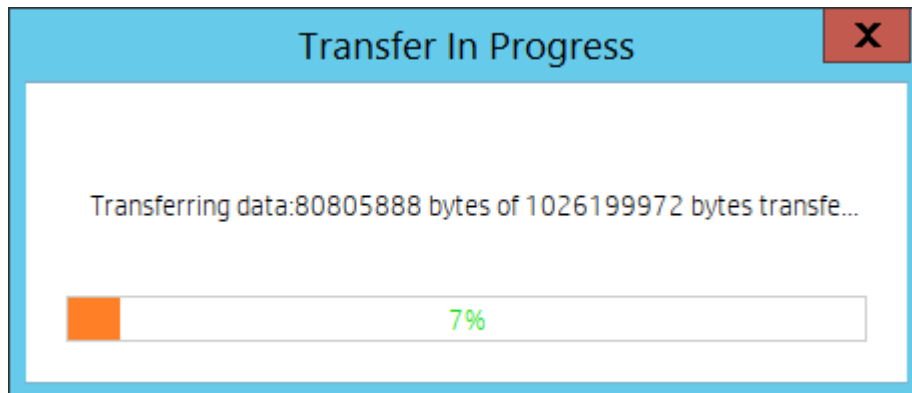 Transfer In Progress
X
Transferring data:80805888 bytes of 1026199972 bytes transfe...
7%